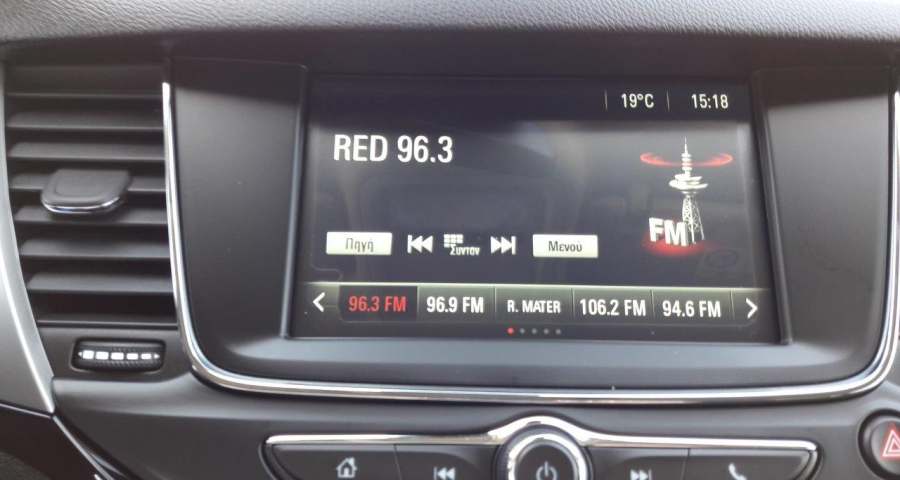 19°C 15:18
RED 96.3
FM
Πηγή Συντον Μενου
96.3 FM 96.9 FM R. MATER 106.2 FM 94.6 FM